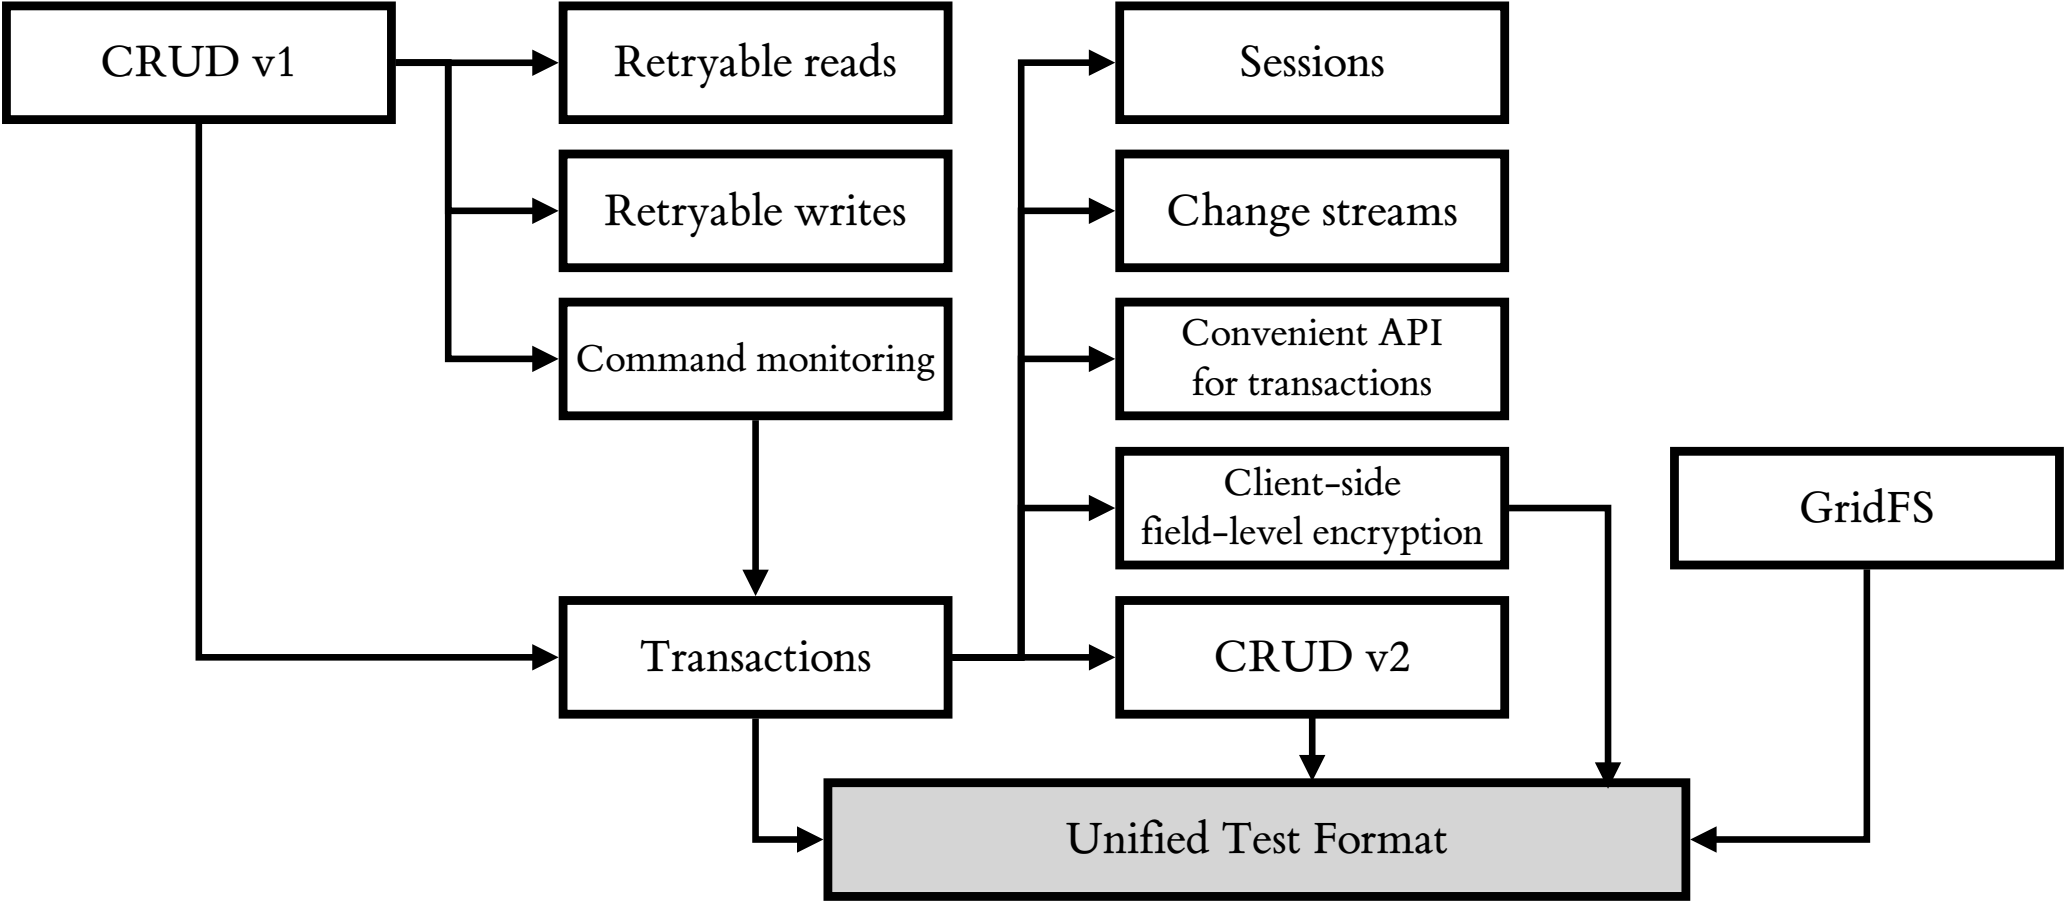 CRUD v1
Retryable reads
Sessions
Retryable writes
Change streams
Command monitoring
Convenient API
for transactions
Client-side
field-level encryption
GridFS
Transactions
CRUD v2
Unified Test Format